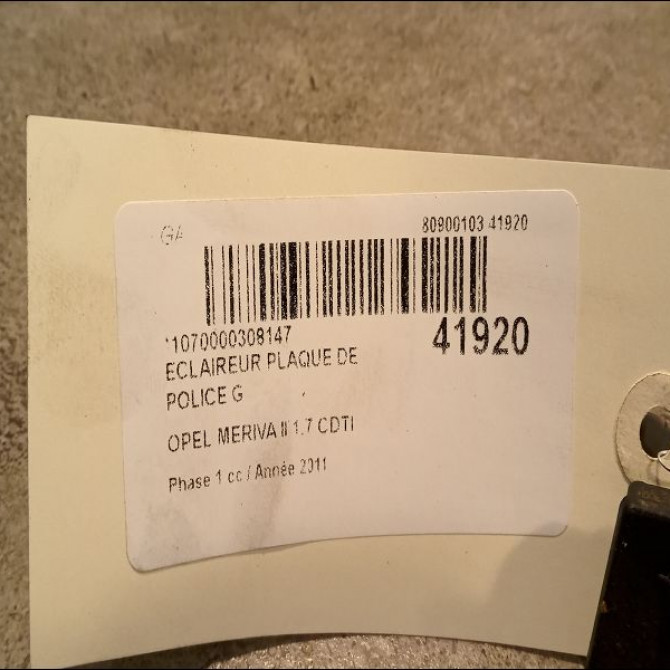 GA
80900103 41920
*1070000308147
41920
ECLAIREUR PLAQUE DE
POLICE G
OPEL MERIVA II 1.7 CDTI
Phase 1 cc / Année 2011